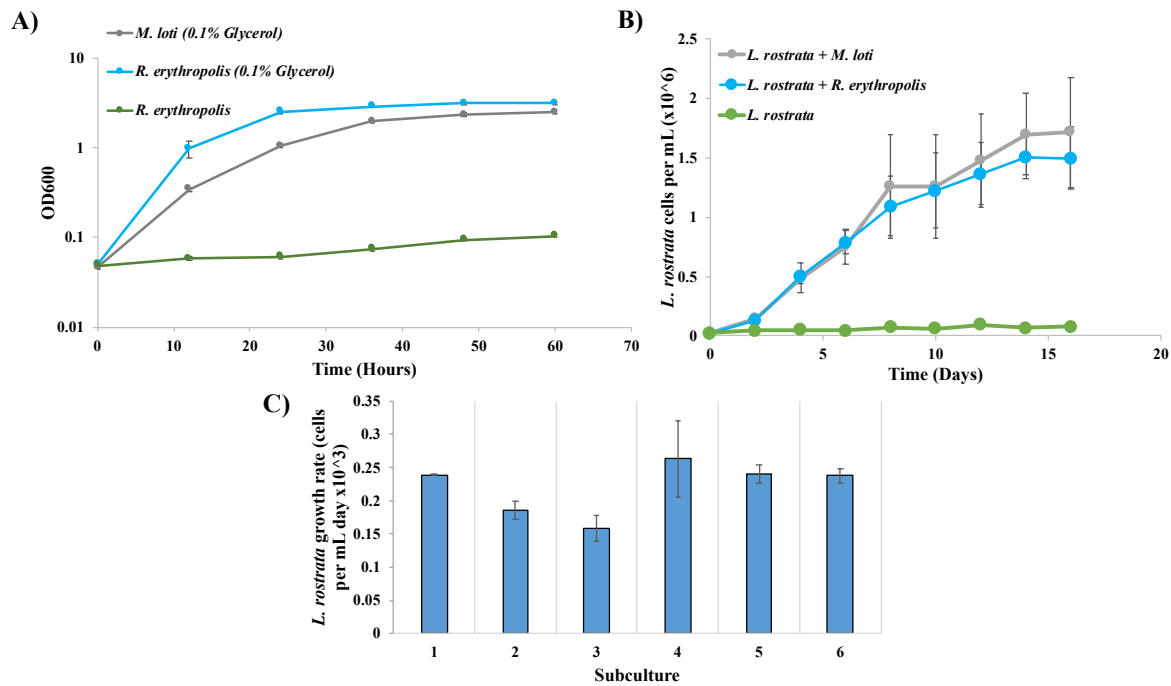 A)
M. loti (0.1% Glycerol)
R. erythropolis (0.1% Glycerol)
R. erythropolis
10
1
0.1
0.01
OD600
0
10
20
30
40
50
60
70
Time (Hours)
B)
L. rostrata + M. loti
L. rostrata + R. erythropolis
L. rostrata
2.5
2
1.5
1
0.5
0
L. rostrata cells per mL (x10^6)
0
5
10
15
20
Time (Days)
C)
0.35
0.3
0.25
0.2
0.15
0.1
0.05
0
L. rostrata growth rate (cells
per mL day x10^3)
1
2
3
4
5
6
Subculture